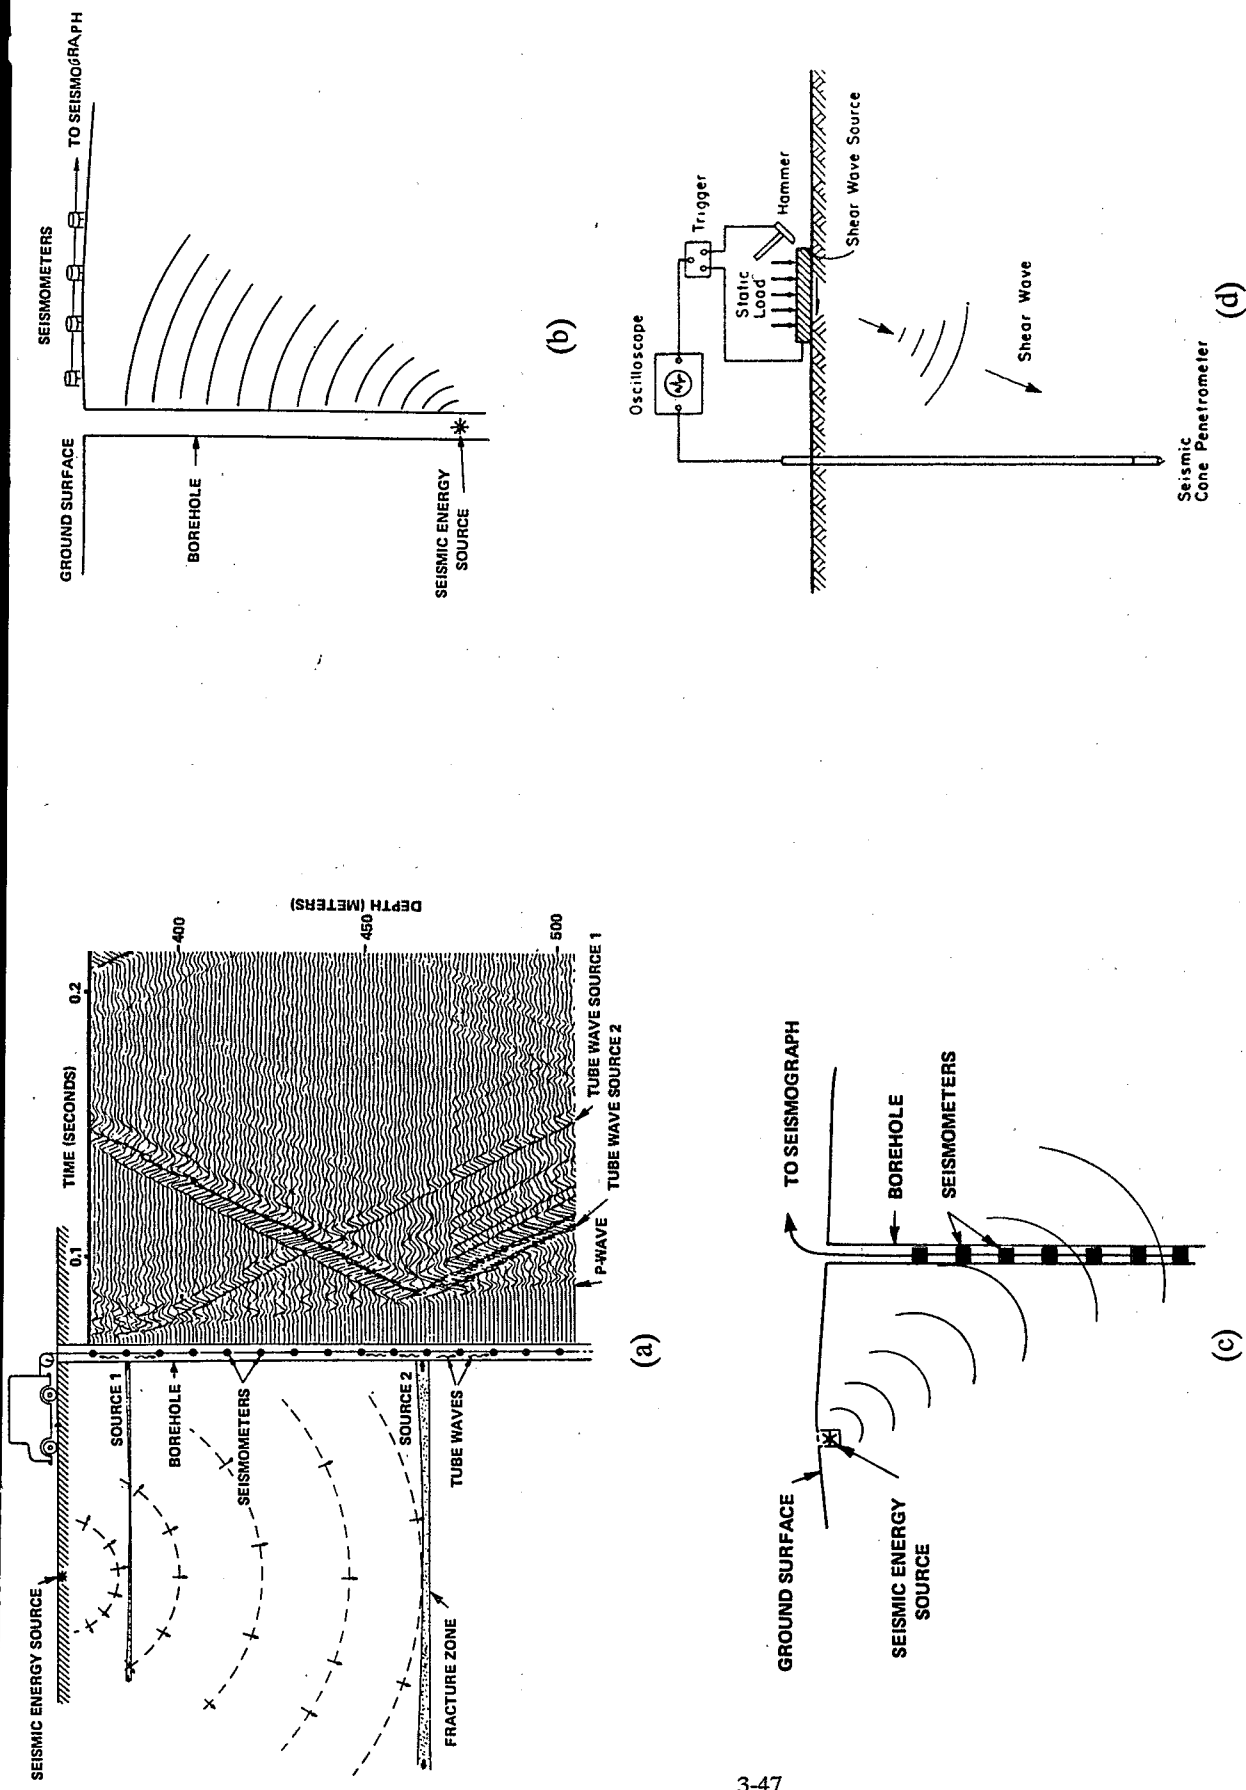 SEISMIC ENERGY SOURCE
TIME (SECONDS)
0.1
0.2
SOURCE 1
BOREHOLE
SEISMOMETERS
SOURCE 2
TUBE WAVES
FRACTURE ZONE
400
450
500
DEPTH (METERS)
P-WAVE
TUBE WAVE SOURCE 2
TUBE WAVE SOURCE 1
(a)
SEISMOMETERS
TO SEISMOGRAPH
GROUND SURFACE
BOREHOLE
SEISMIC ENERGY
SOURCE
(b)
TO SEISMOGRAPH
GROUND SURFACE
BOREHOLE
SEISMOMETERS
SEISMIC ENERGY
SOURCE
(c)
Oscilloscope
Trigger
Static
Load
Hammer
Shear Wave Source
Shear Wave
Seismic
Cone Penetrometer
(d)
3-47